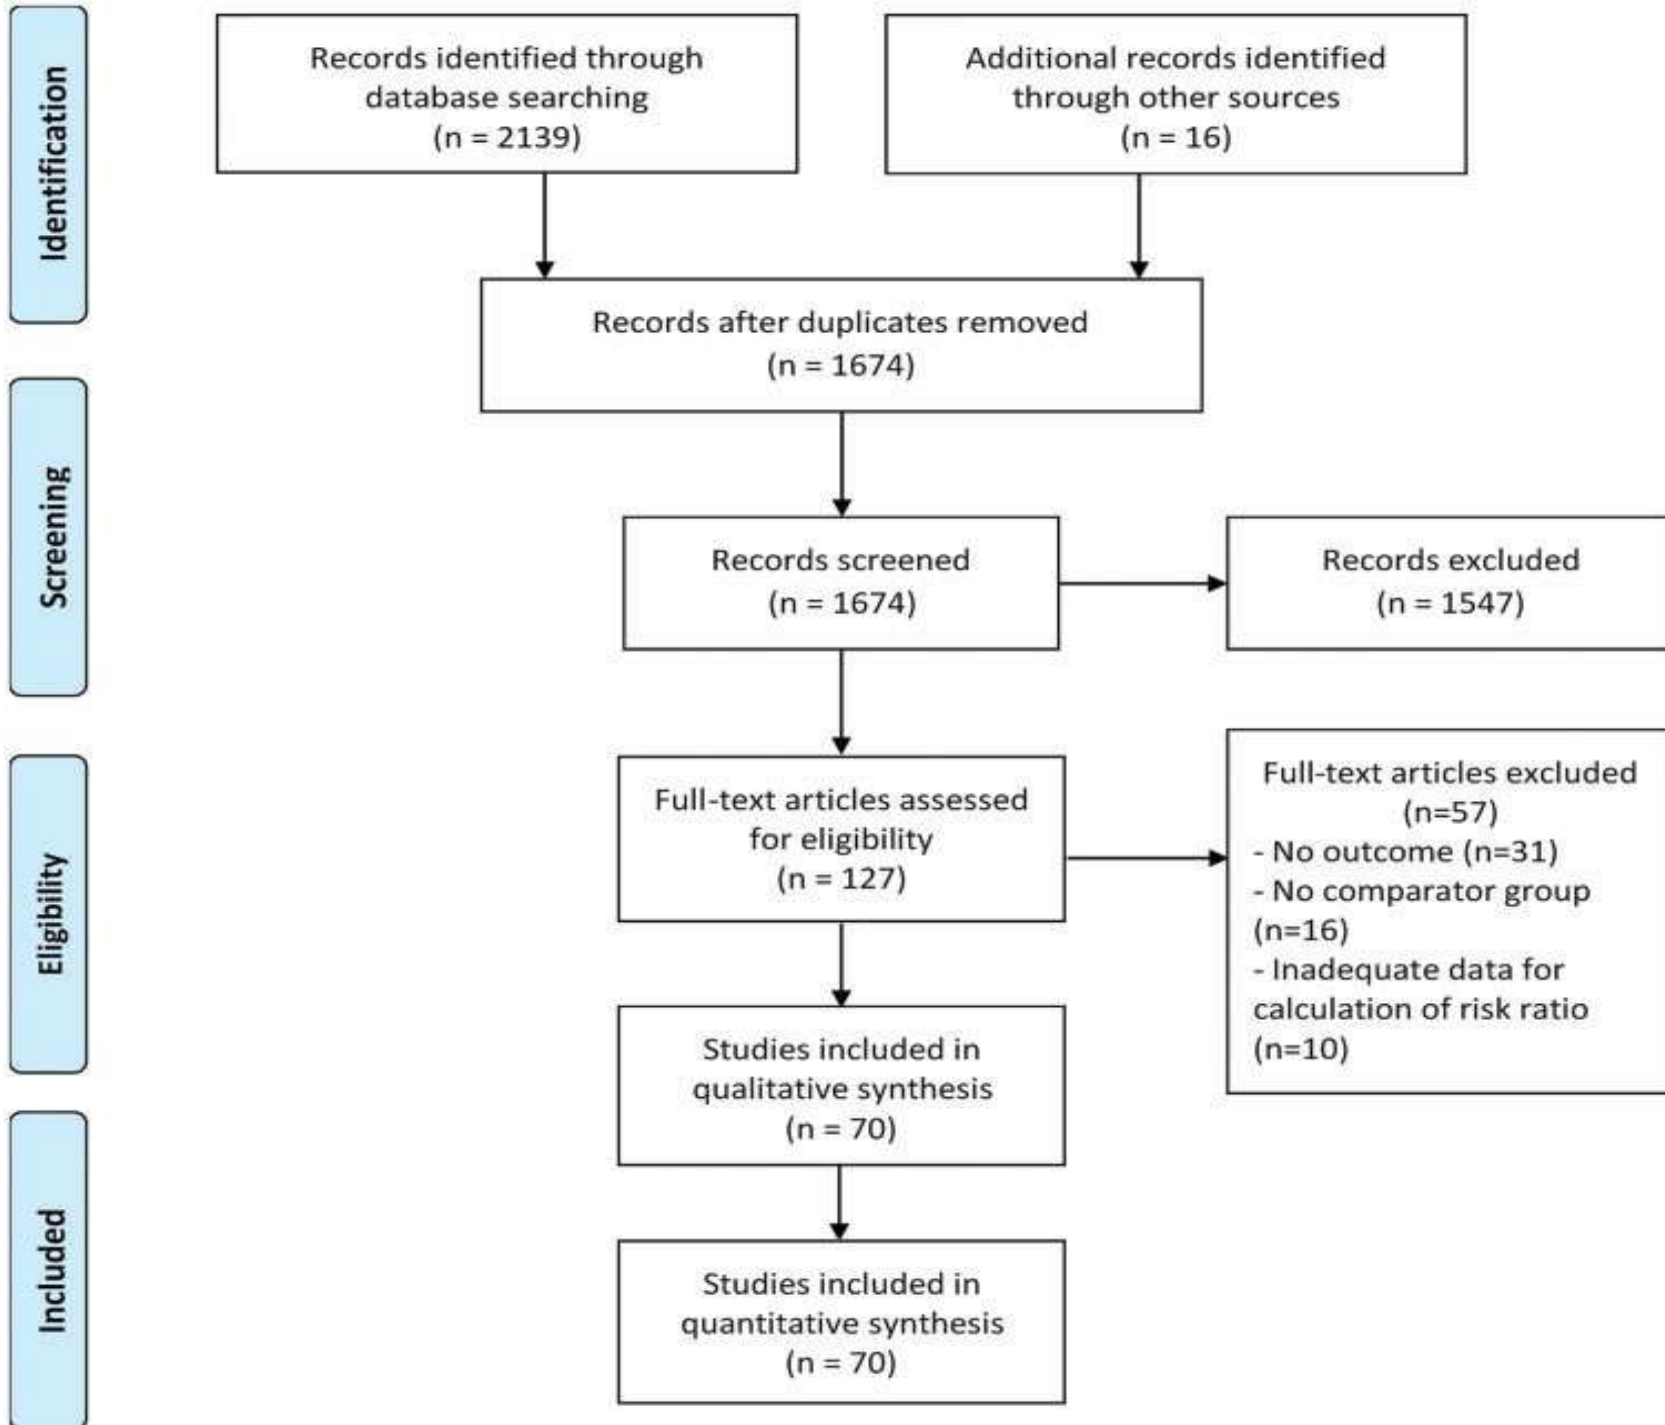 Identification
Records identified through
database searching
(n = 2139)
Additional records identified
through other sources
(n = 16)
Records after duplicates removed
(n = 1674)
Screening
Records screened
(n = 1674)
Records excluded
(n = 1547)
Eligibility
Full-text articles assessed
for eligibility
(n = 127)
Full-text articles excluded
(n=57)
- No outcome (n=31)
- No comparator group
(n=16)
- Inadequate data for
calculation of risk ratio
(n=10)
Studies included in
qualitative synthesis
(n = 70)
Included
Studies included in
quantitative synthesis
(n = 70)